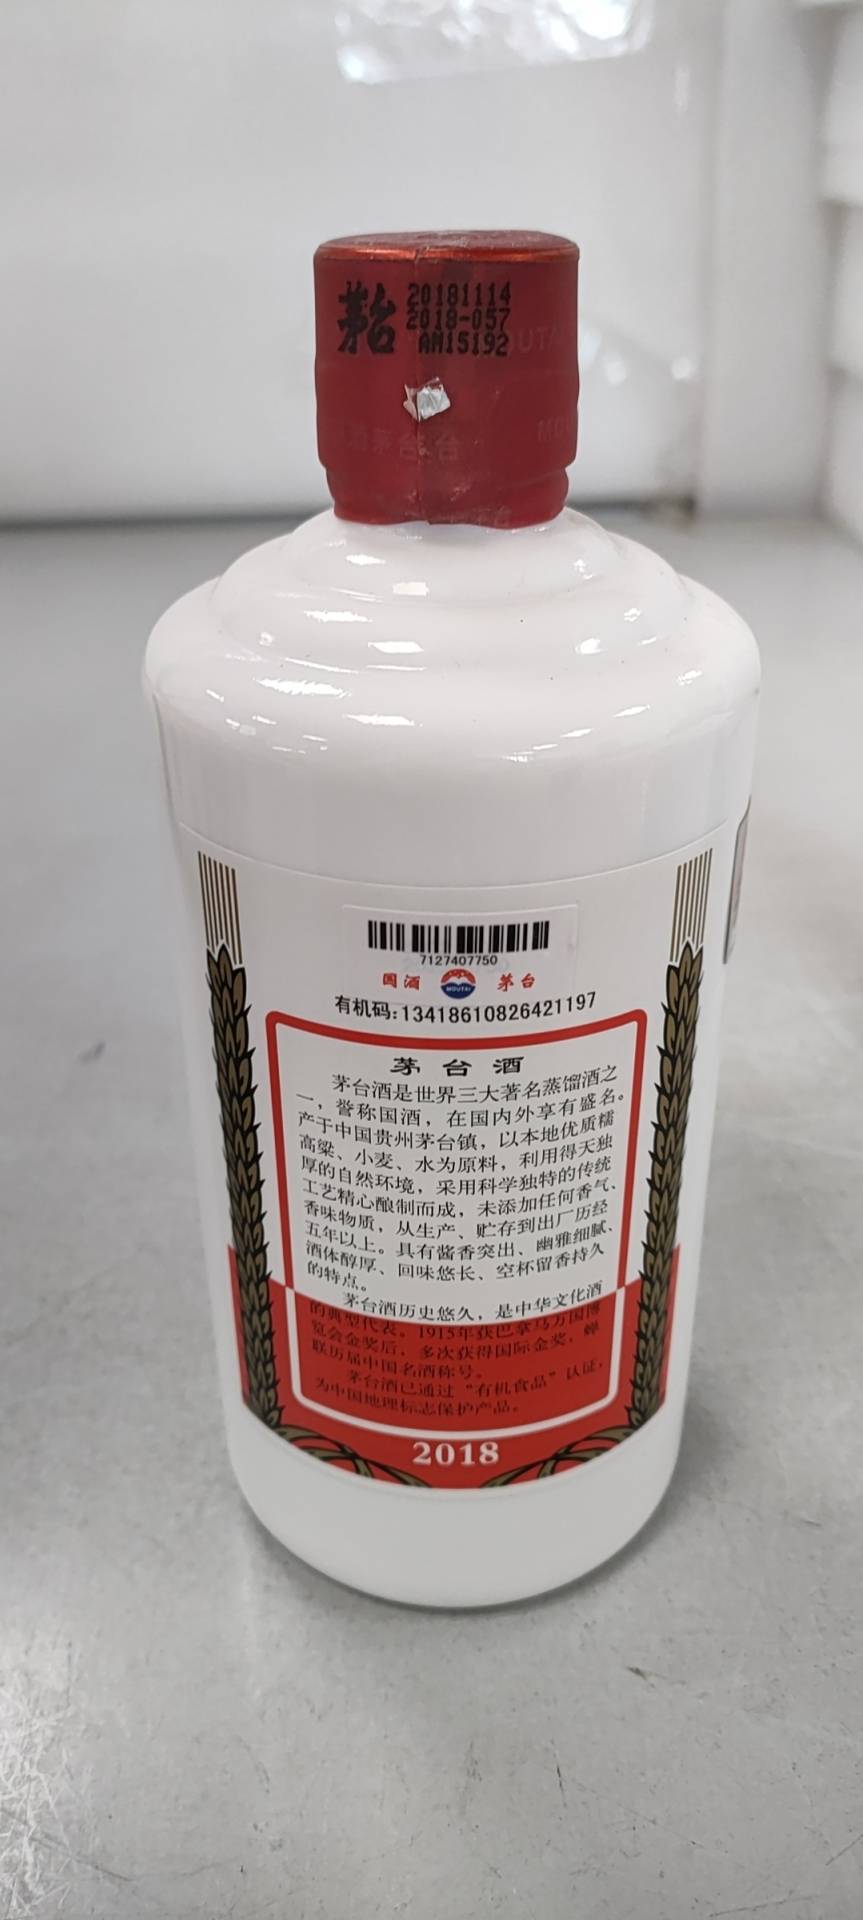 茅台
20181114
2018-057
AM15192
7127407750
国酒 MOUTAI 茅台
有机码:13418610826421197
茅台酒
茅台酒是世界三大著名蒸馏酒之
一，誉称国酒，在国内外享有盛名。
产于中国贵州茅台镇，以本地优质糯
高粱、小麦、水为原料，利用得天独
厚的自然环境，采用科学独特的传统
工艺精心酿制而成，未添加任何香气、
香味物质，从生产、贮存到出厂历经
五年以上。具有酱香突出、幽雅细腻、
酒体醇厚、回味悠长、空杯留香持久
的特点。
茅台酒历史悠久，是中华文化酒
的典型代表。1915年获巴拿马万国博
览会金奖后，多次获得国际金奖，蝉
联历届中国名酒称号。
茅台酒已通过“有机食品”认证，
为中国地理标志保护产品。
2018